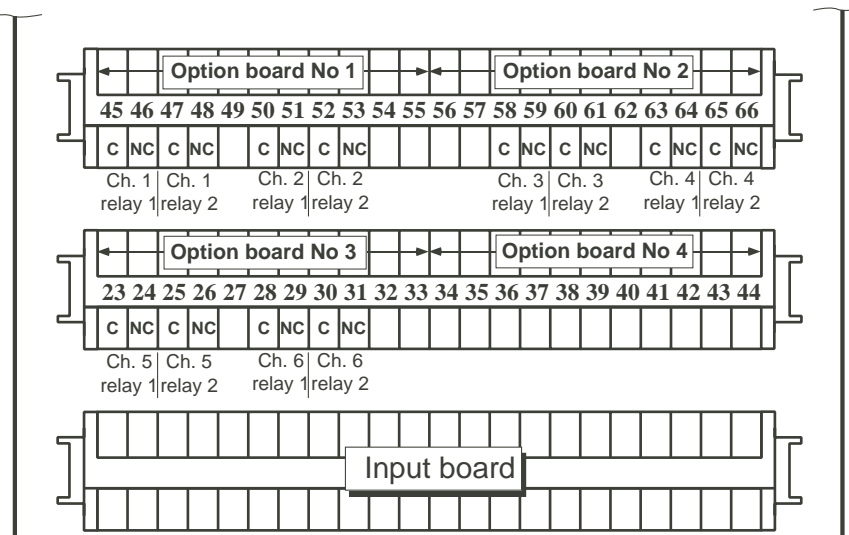 Option board No 1 Option board No 2
45 46 47 48 49 50 51 52 53 54 55 56 57 58 59 60 61 62 63 64 65 66
C NC C NC C NC C NC C NC C NC C NC C NC
Ch. 1 Ch. 1 Ch. 2 Ch. 2 Ch. 3 Ch. 3 Ch. 4 Ch. 4
relay 1 relay 2 relay 1 relay 2 relay 1 relay 2 relay 1 relay 2
Option board No 3 Option board No 4
23 24 25 26 27 28 29 30 31 32 33 34 35 36 37 38 39 40 41 42 43 44
C NC C NC C NC C NC
Ch. 5 Ch. 5 Ch. 6 Ch. 6
relay 1 relay 2 relay 1 relay 2
Input board